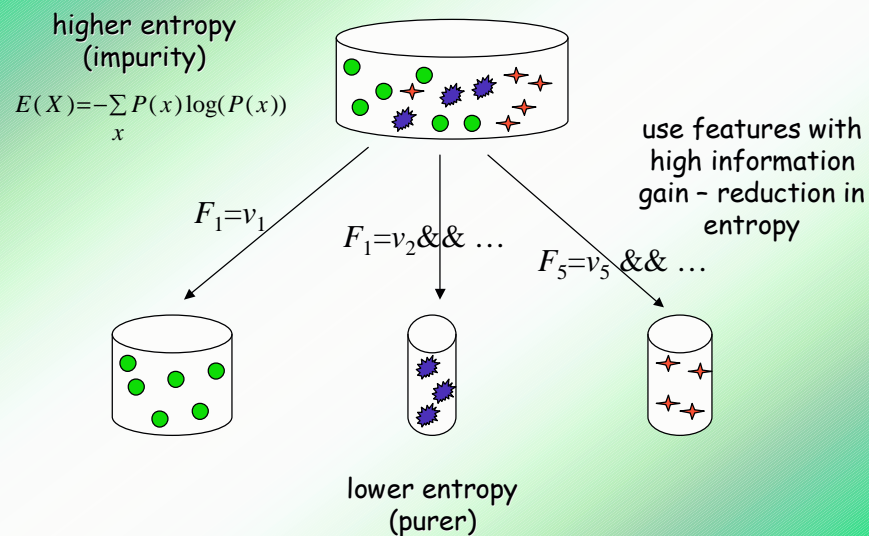 higher entropy
(impurity)
E(X)=-∑ P(x)log(P(x))
x
use features with
high information
gain – reduction in
entropy
F₁=v₁
F₁=v₂&& …
F₅=v₅ && …
lower entropy
(purer)